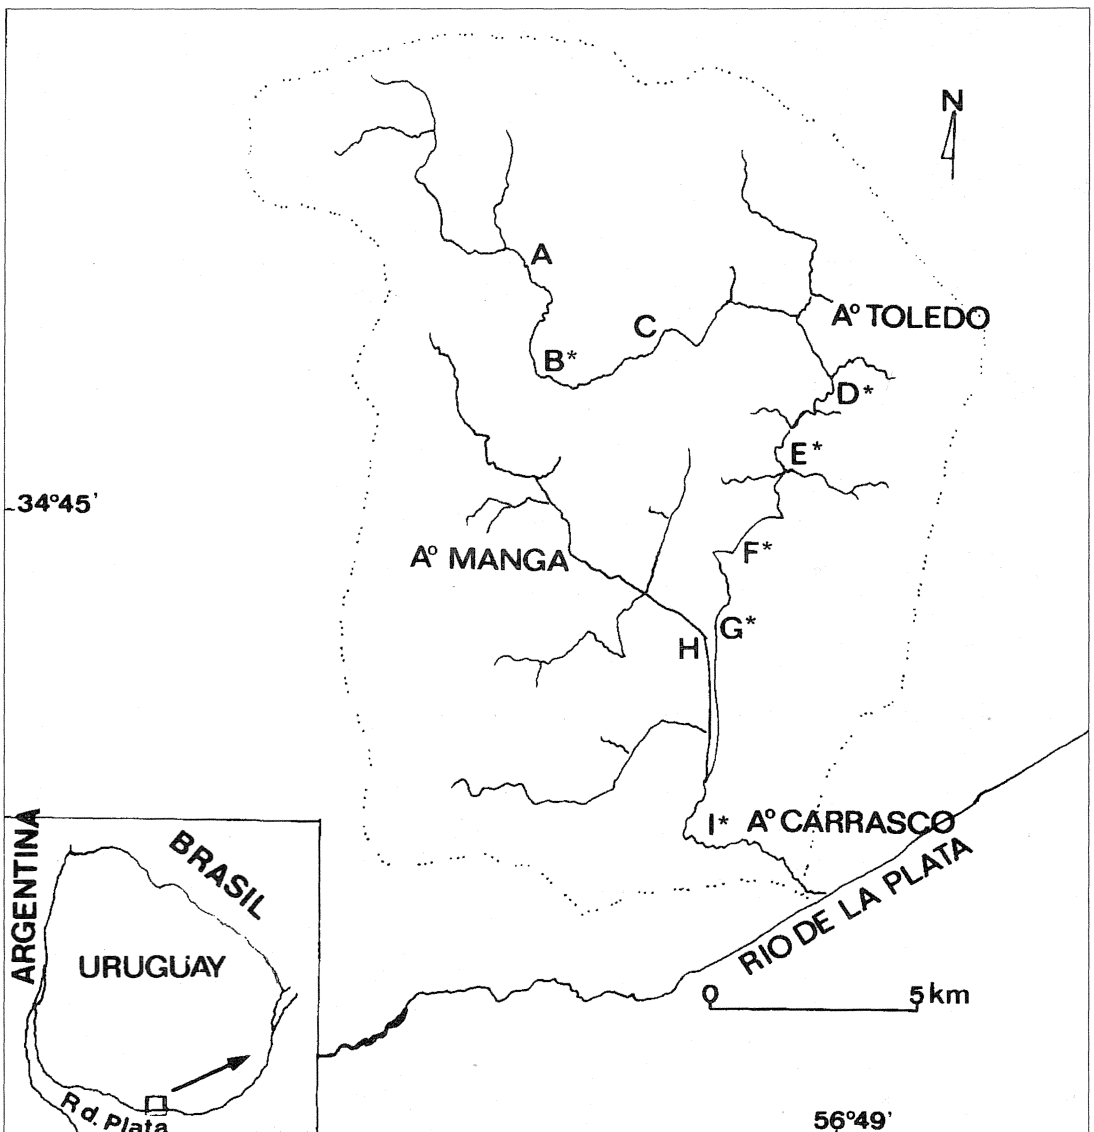 N
A
Aº TOLEDO
C
B*
D*
E*
34°45'
Aº MANGA
F*
G*
H
I* Aº CARRASCO
RIO DE LA PLATA
0 5 km
ARGENTINA
BRASIL
URUGUAY
R d. Plata
56°49'